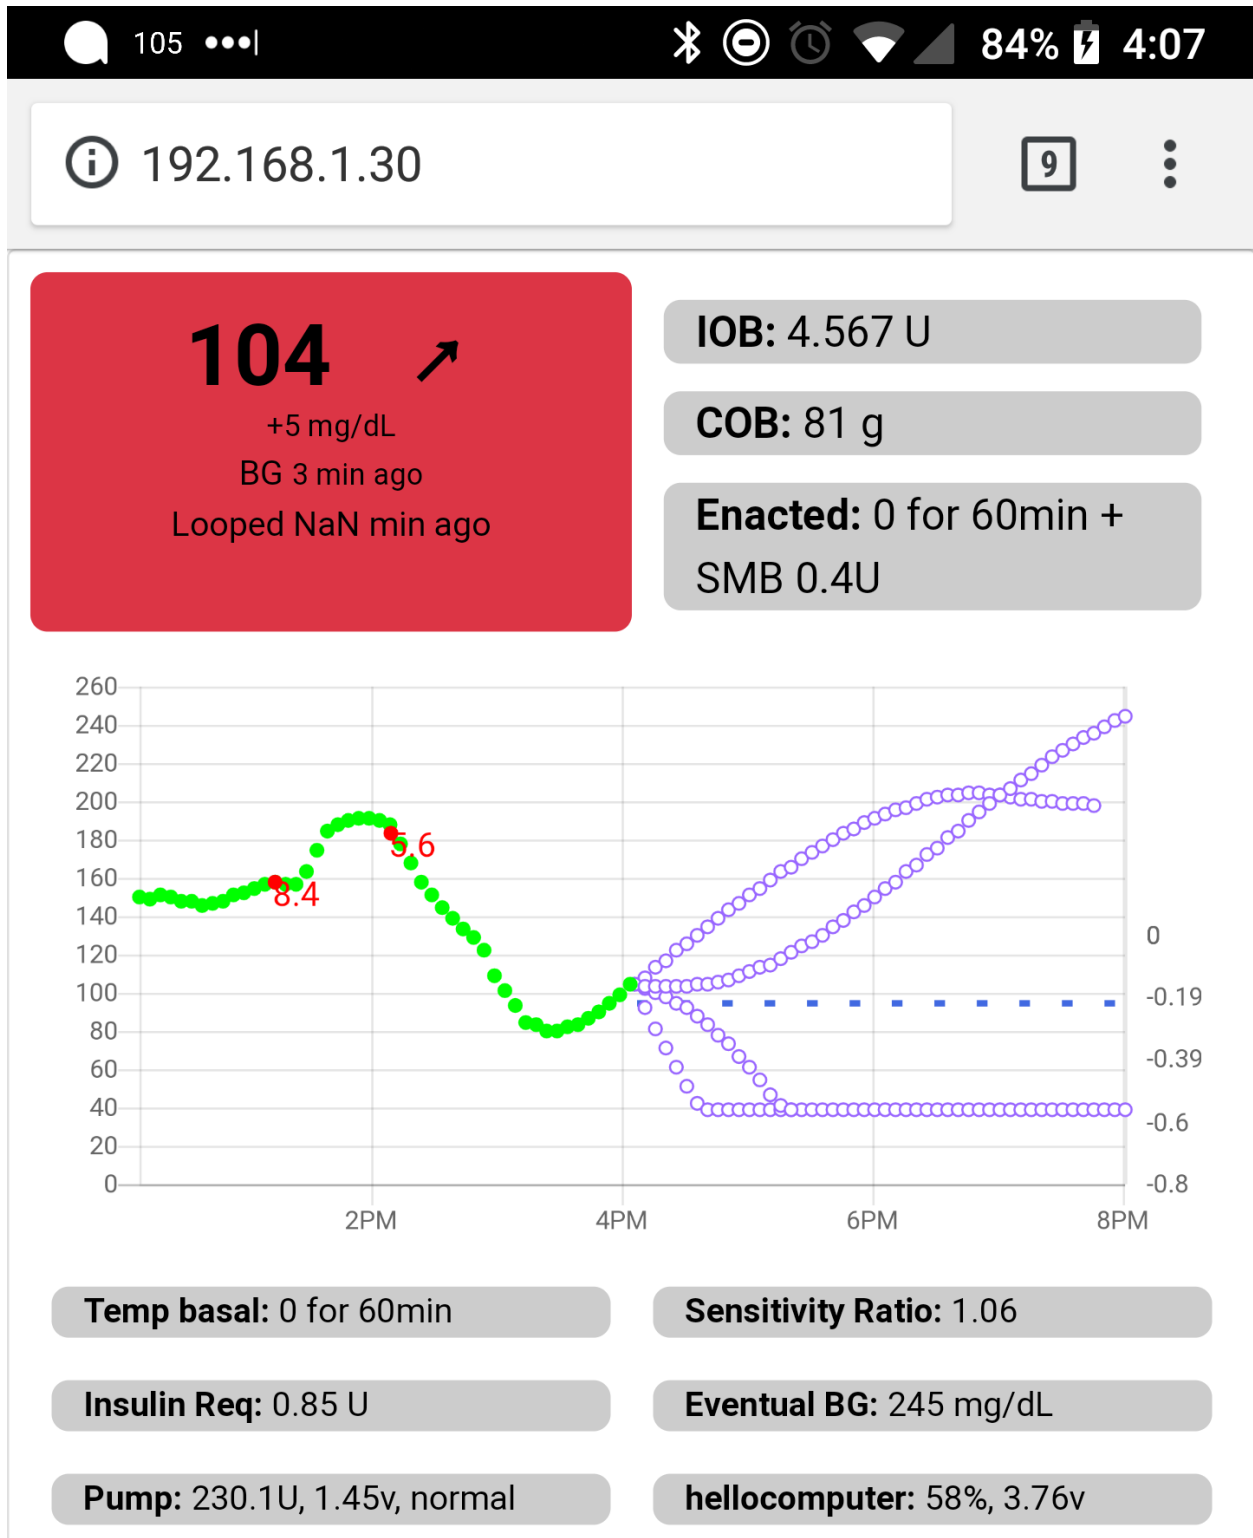 105
84% 4:07
192.168.1.30
9
104
+5 mg/dL
BG 3 min ago
Looped NaN min ago
IOB: 4.567 U
COB: 81 g
Enacted: 0 for 60min +
SMB 0.4U
260
240
220
200
180
160
140
120
100
80
60
40
20
0
5.6
8.4
0
-0.19
-0.39
-0.6
-0.8
2PM 4PM 6PM 8PM
Temp basal: 0 for 60min
Sensitivity Ratio: 1.06
Insulin Req: 0.85 U
Eventual BG: 245 mg/dL
Pump: 230.1U, 1.45v, normal
hellocomputer: 58%, 3.76v